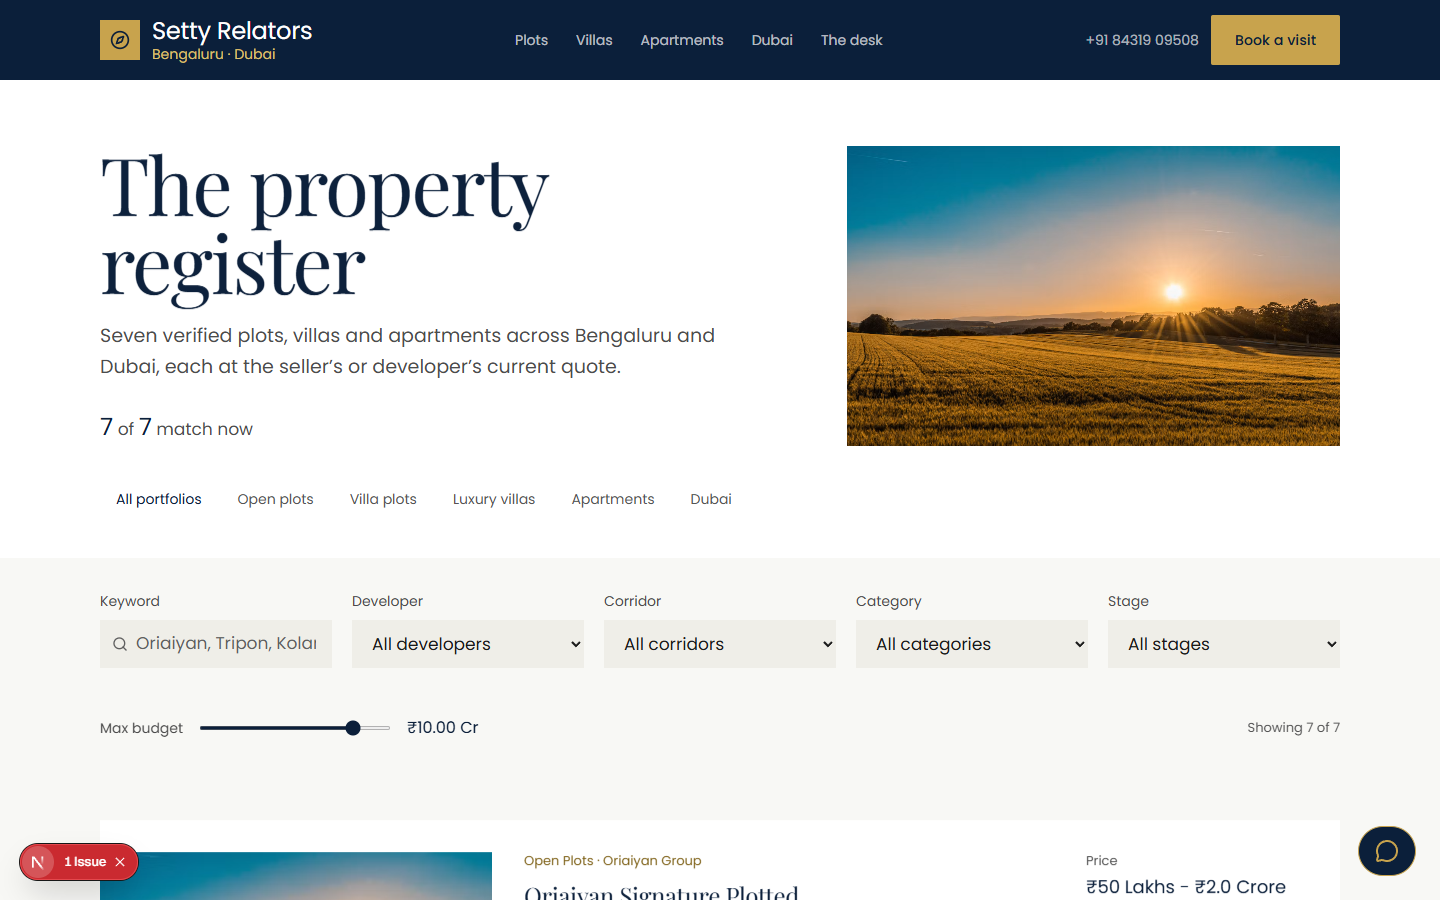 Setty Relators
Bengaluru · Dubai
Plots
Villas
Apartments
Dubai
The desk
+91 84319 09508
Book a visit
The property
register
Seven verified plots, villas and apartments across Bengaluru and
Dubai, each at the seller’s or developer’s current quote.
7 of 7 match now
All portfolios
Open plots
Villa plots
Luxury villas
Apartments
Dubai
Keyword
Developer
Corridor
Category
Stage
Oriaiyan, Tripon, Kolar
All developers
All corridors
All categories
All stages
Max budget
₹10.00 Cr
Showing 7 of 7
Open Plots · Oriaiyan Group
Price
Oriaiyan Signature Plotted
₹50 Lakhs – ₹2.0 Crore
N
1 Issue